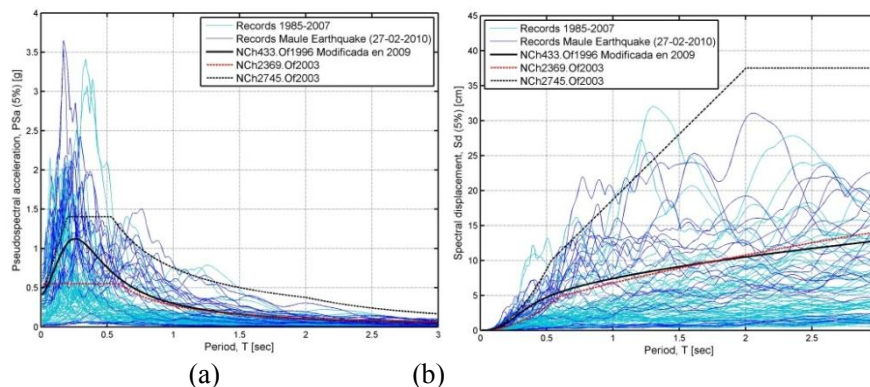 4
3.5
3
2.5
2
1.5
1
0.5
0
Pseudospectral acceleration, PSa (5%) [g]
Records 1985-2007
Records Maule Earthquake (27-02-2010)
NCh433.Of1996 Modificada en 2009
NCh2369.Of2003
NCh2745.Of2003
0 0.5 1 1.5 2 2.5 3
Period, T [sec]
(a)
45
40
35
30
25
20
15
10
5
0
Spectral displacement, Sd (5%) [cm]
Records 1985-2007
Records Maule Earthquake (27-02-2010)
NCh433.Of1996 Modificada en 2009
NCh2369.Of2003
NCh2745.Of2003
0 0.5 1 1.5 2 2.5
Period, T [sec]
(b)